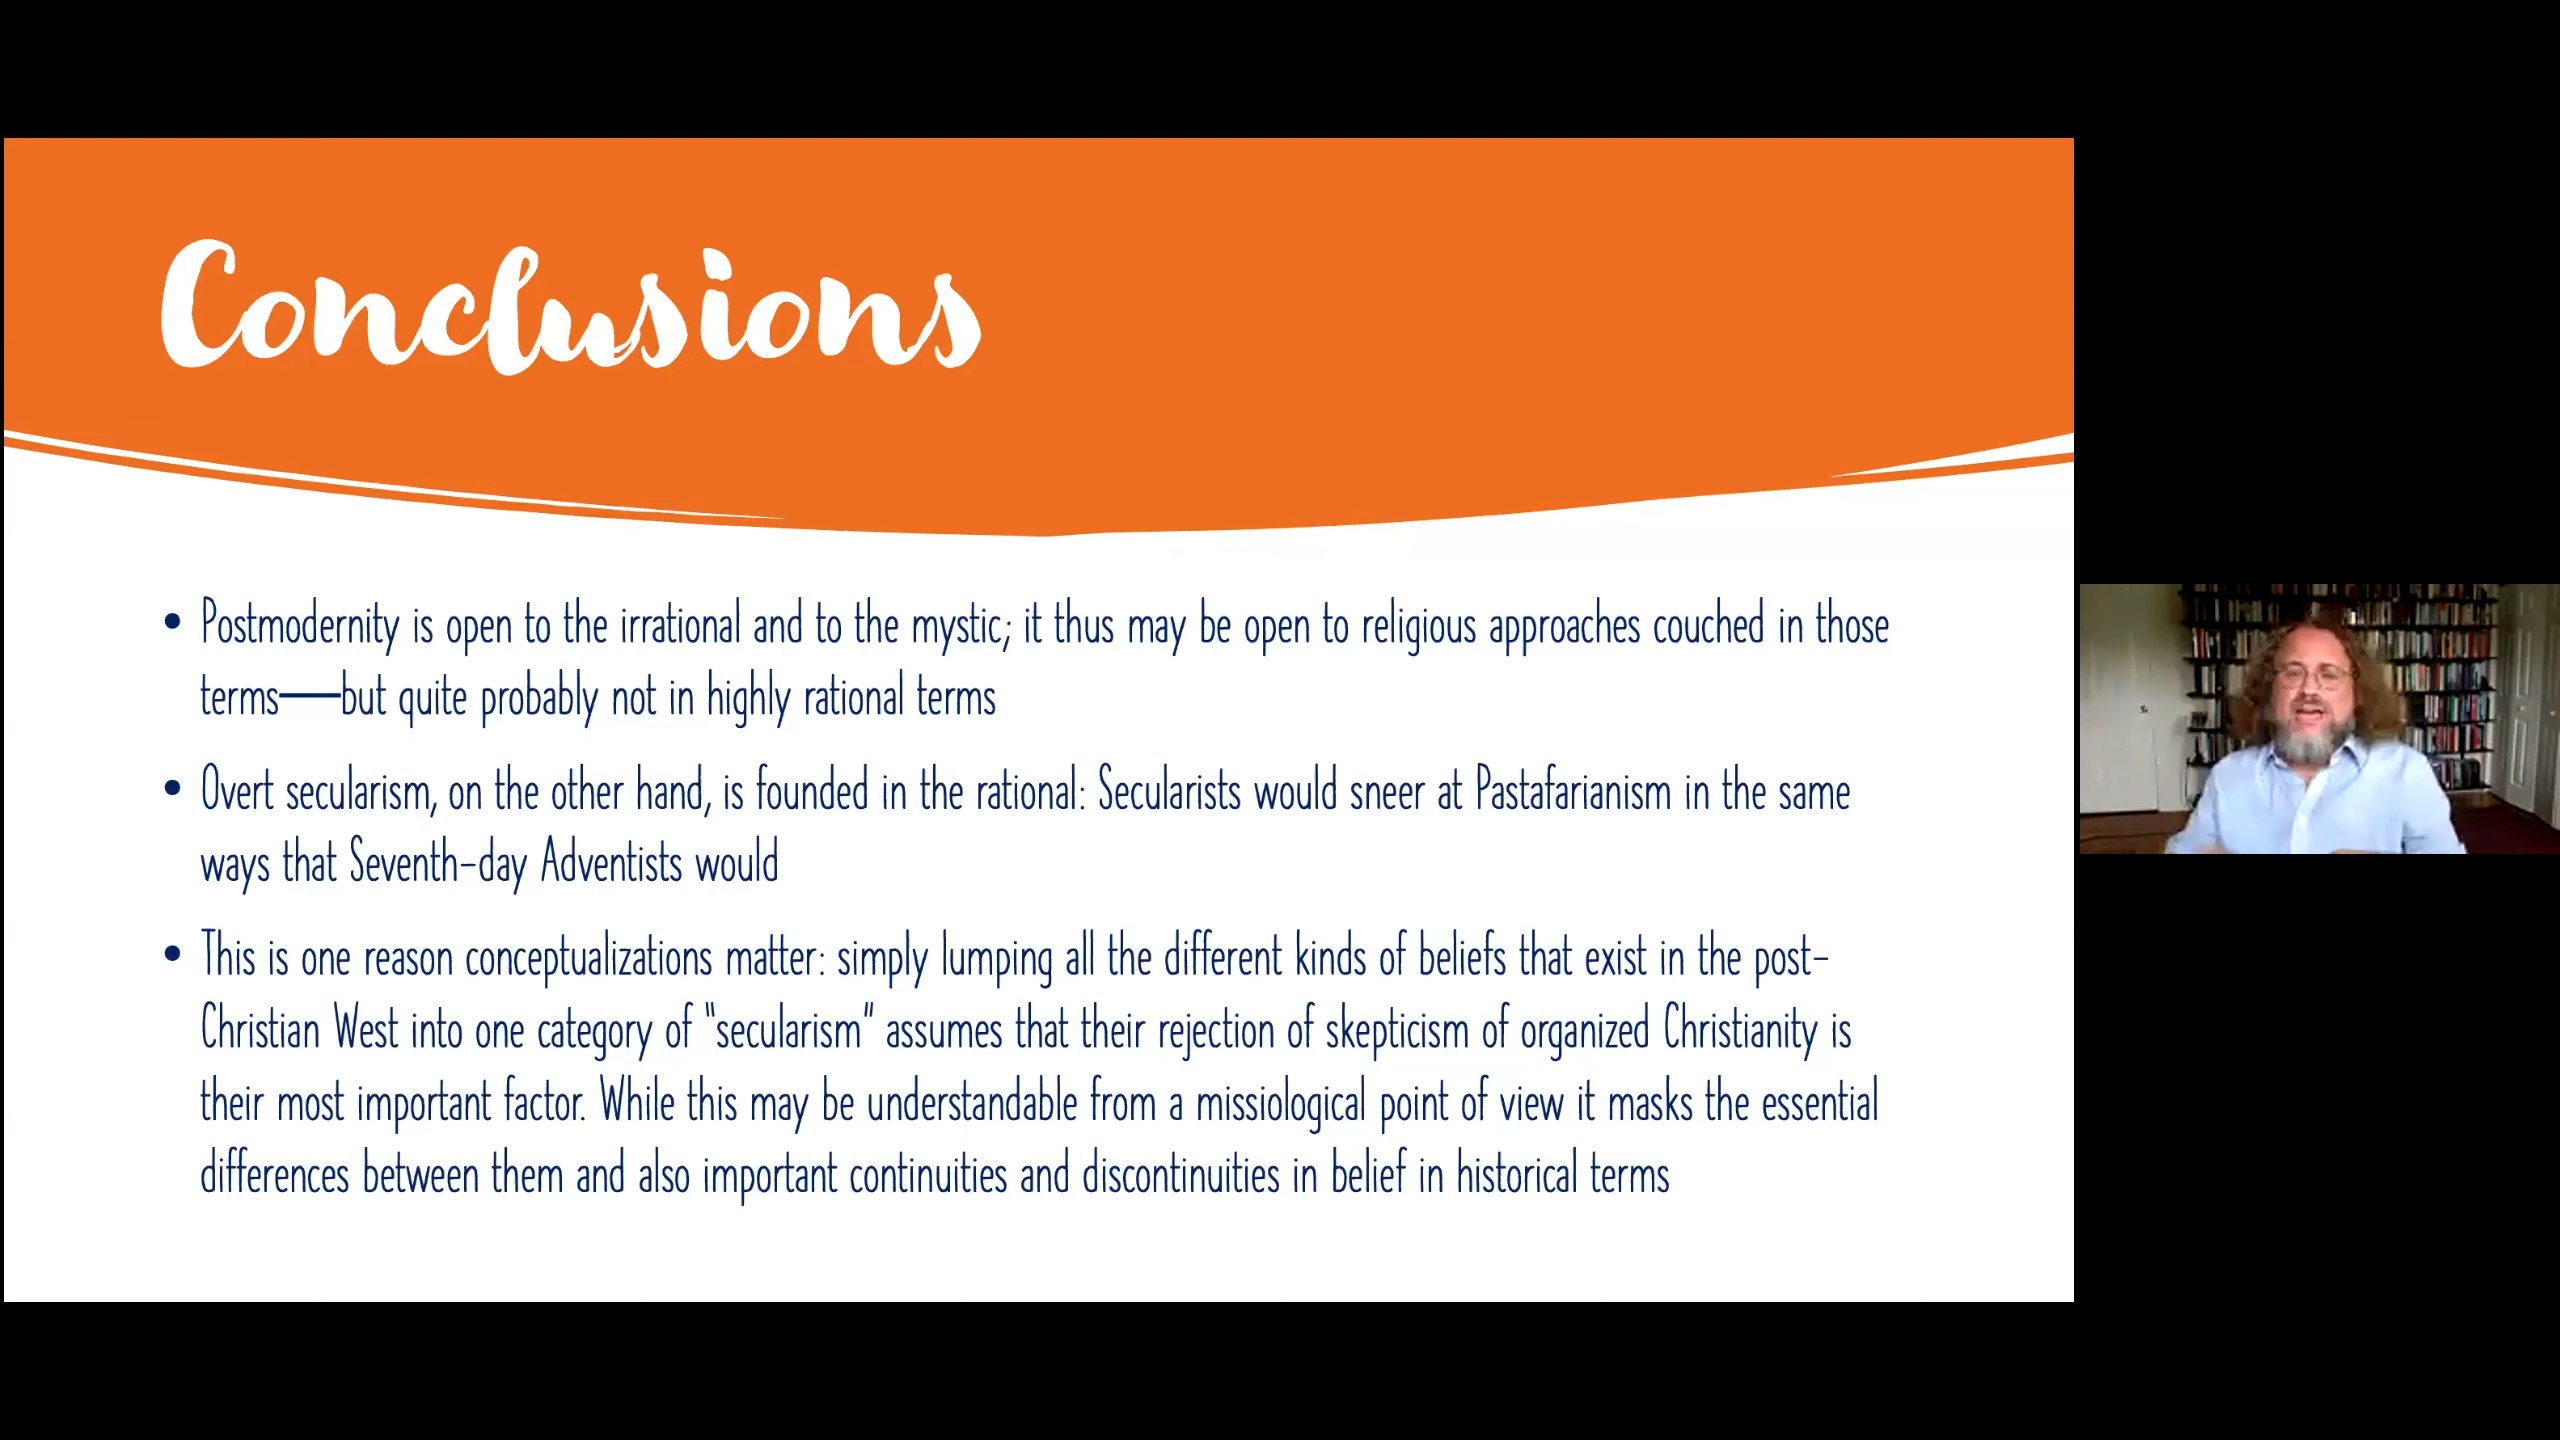 Conclusions
• Postmodernity is open to the irrational and to the mystic; it thus may be open to religious approaches couched in those
terms—but quite probably not in highly rational terms
• Overt secularism, on the other hand, is founded in the rational: Secularists would sneer at Pastafarianism in the same
ways that Seventh-day Adventists would
• This is one reason conceptualizations matter: simply lumping all the different kinds of beliefs that exist in the post-
Christian West into one category of "secularism" assumes that their rejection of skepticism of organized Christianity is
their most important factor. While this may be understandable from a missiological point of view it masks the essential
differences between them and also important continuities and discontinuities in belief in historical terms